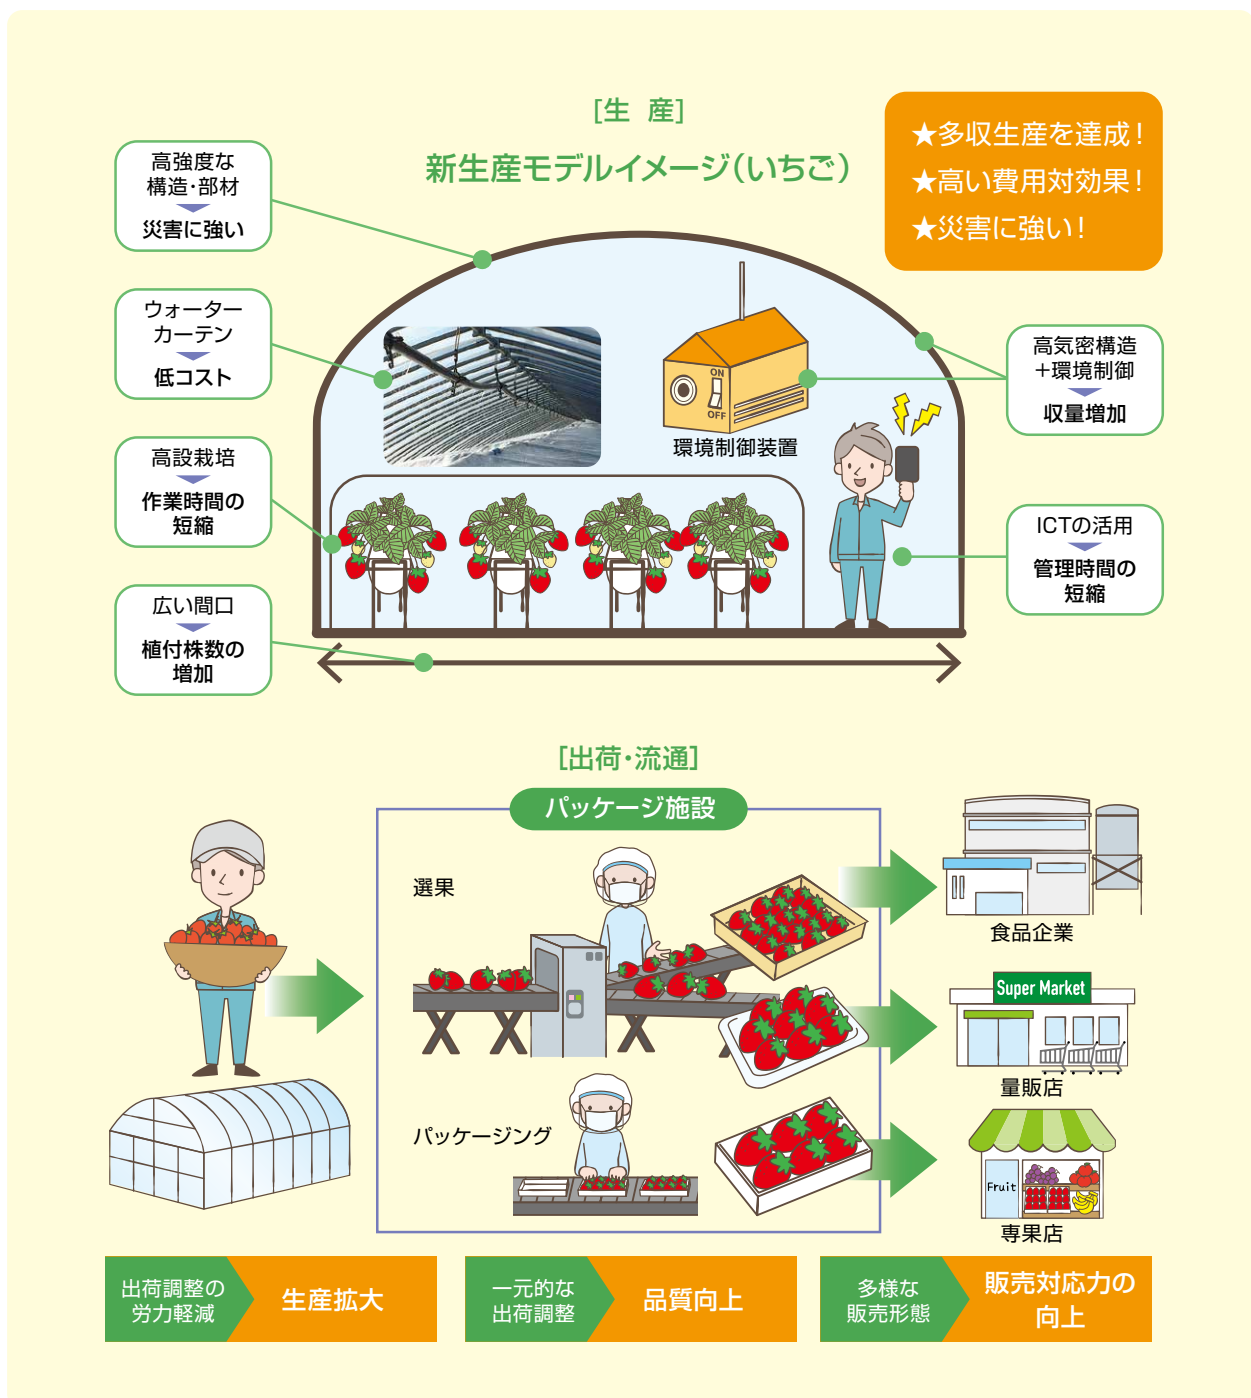 [生 産]
新生産モデルイメージ(いちご)
★多収生産を達成!
★高い費用対効果!
★災害に強い!
高強度な
構造・部材
災害に強い
ウォーター
カーテン
低コスト
高設栽培
作業時間の
短縮
広い間口
植付株数の
増加
ON
OFF
環境制御装置
高気密構造
+環境制御
収量増加
ICTの活用
管理時間の
短縮
[出荷・流通]
パッケージ施設
選果
パッケージング
食品企業
Super Market
量販店
Fruit
専果店
出荷調整の
労力軽減
生産拡大
一元的な
出荷調整
品質向上
多様な
販売形態
販売対応力の
向上